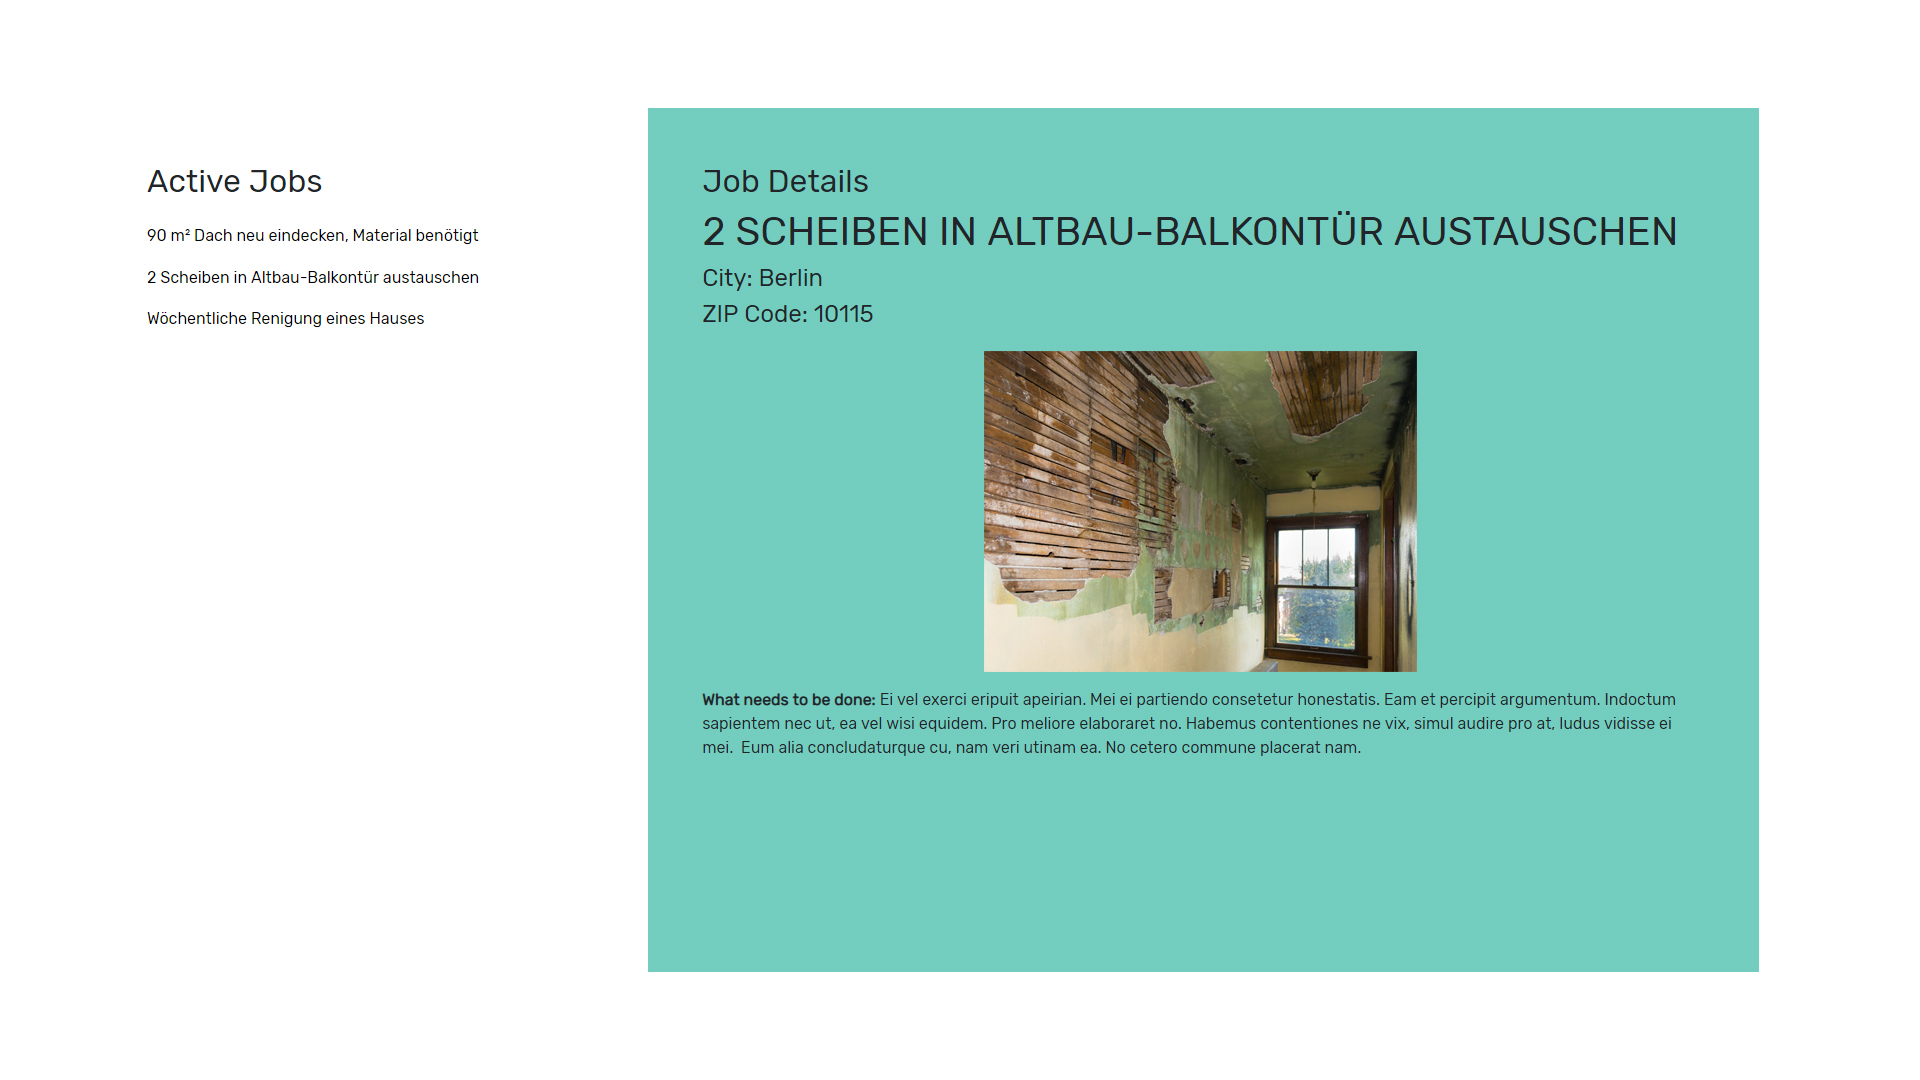 Active Jobs
90 m² Dach neu eindecken, Material benötigt
2 Scheiben in Altbau-Balkontür austauschen
Wöchentliche Renigung eines Hauses
Job Details
2 SCHEIBEN IN ALTBAU-BALKONTÜR AUSTAUSCHEN
City: Berlin
ZIP Code: 10115
What needs to be done: Ei vel exerci eripuit apeirian. Mei ei partiendo consetetur honestatis. Eam et percipit argumentum. Indoctum
sapientem nec ut, ea vel wisi equidem. Pro meliore elaboraret no. Habemus contentiones ne vix, simul audire pro at, ludus vidisse ei
mei.  Eum alia concludaturque cu, nam veri utinam ea. No cetero commune placerat nam.